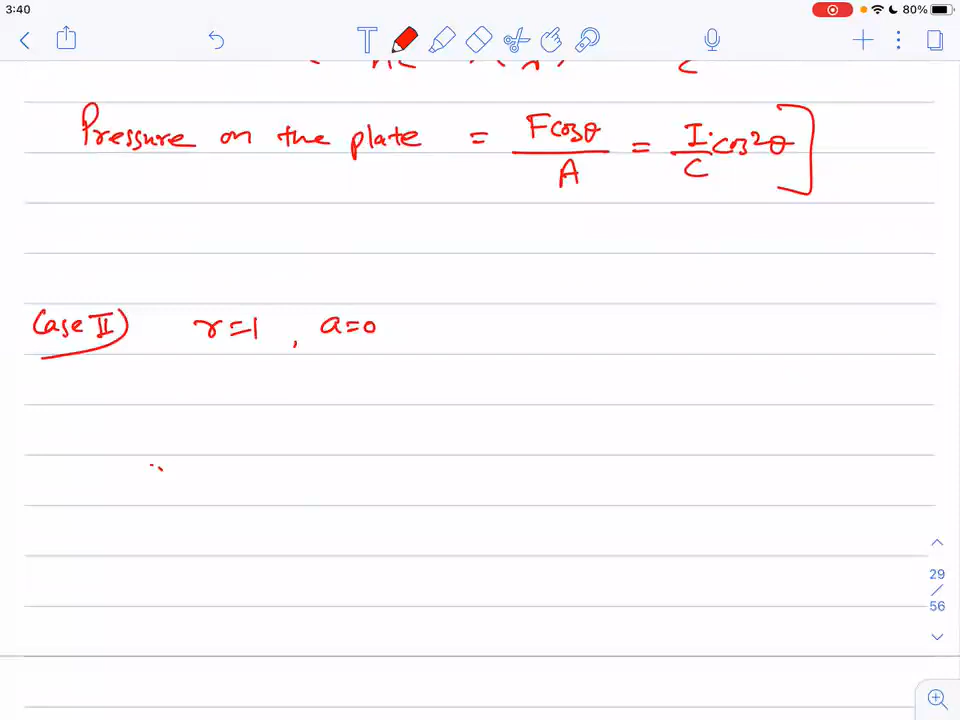 3:40
80%
T
Pressure on the plate = Fcosθ/A = I/C cos²θ]
Case II) r=1, a=0
29
/
56